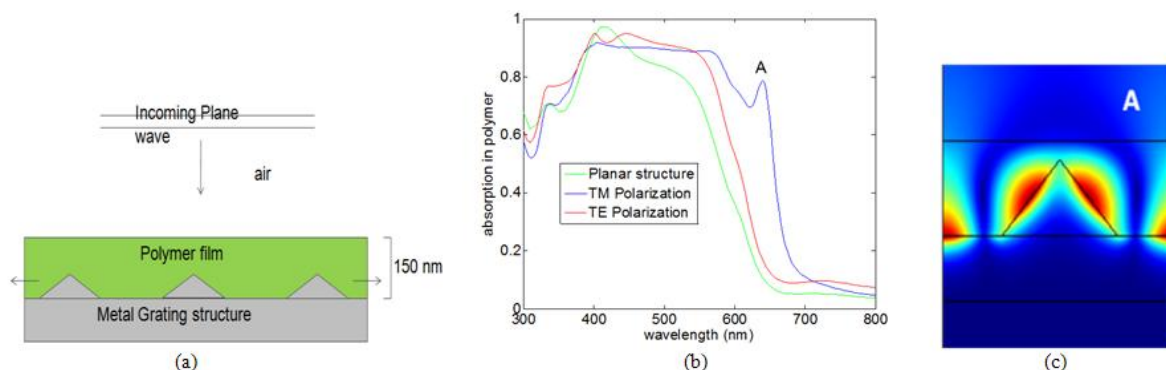 Incoming Plane
wave
air
Polymer film
150 nm
Metal Grating structure
(a)
absorption in polymer
1
0.8
0.6
0.4
0.2
0
A
Planar structure
TM Polarization
TE Polarization
300 400 500 600 700 800
wavelength (nm)
(b)
A
(c)